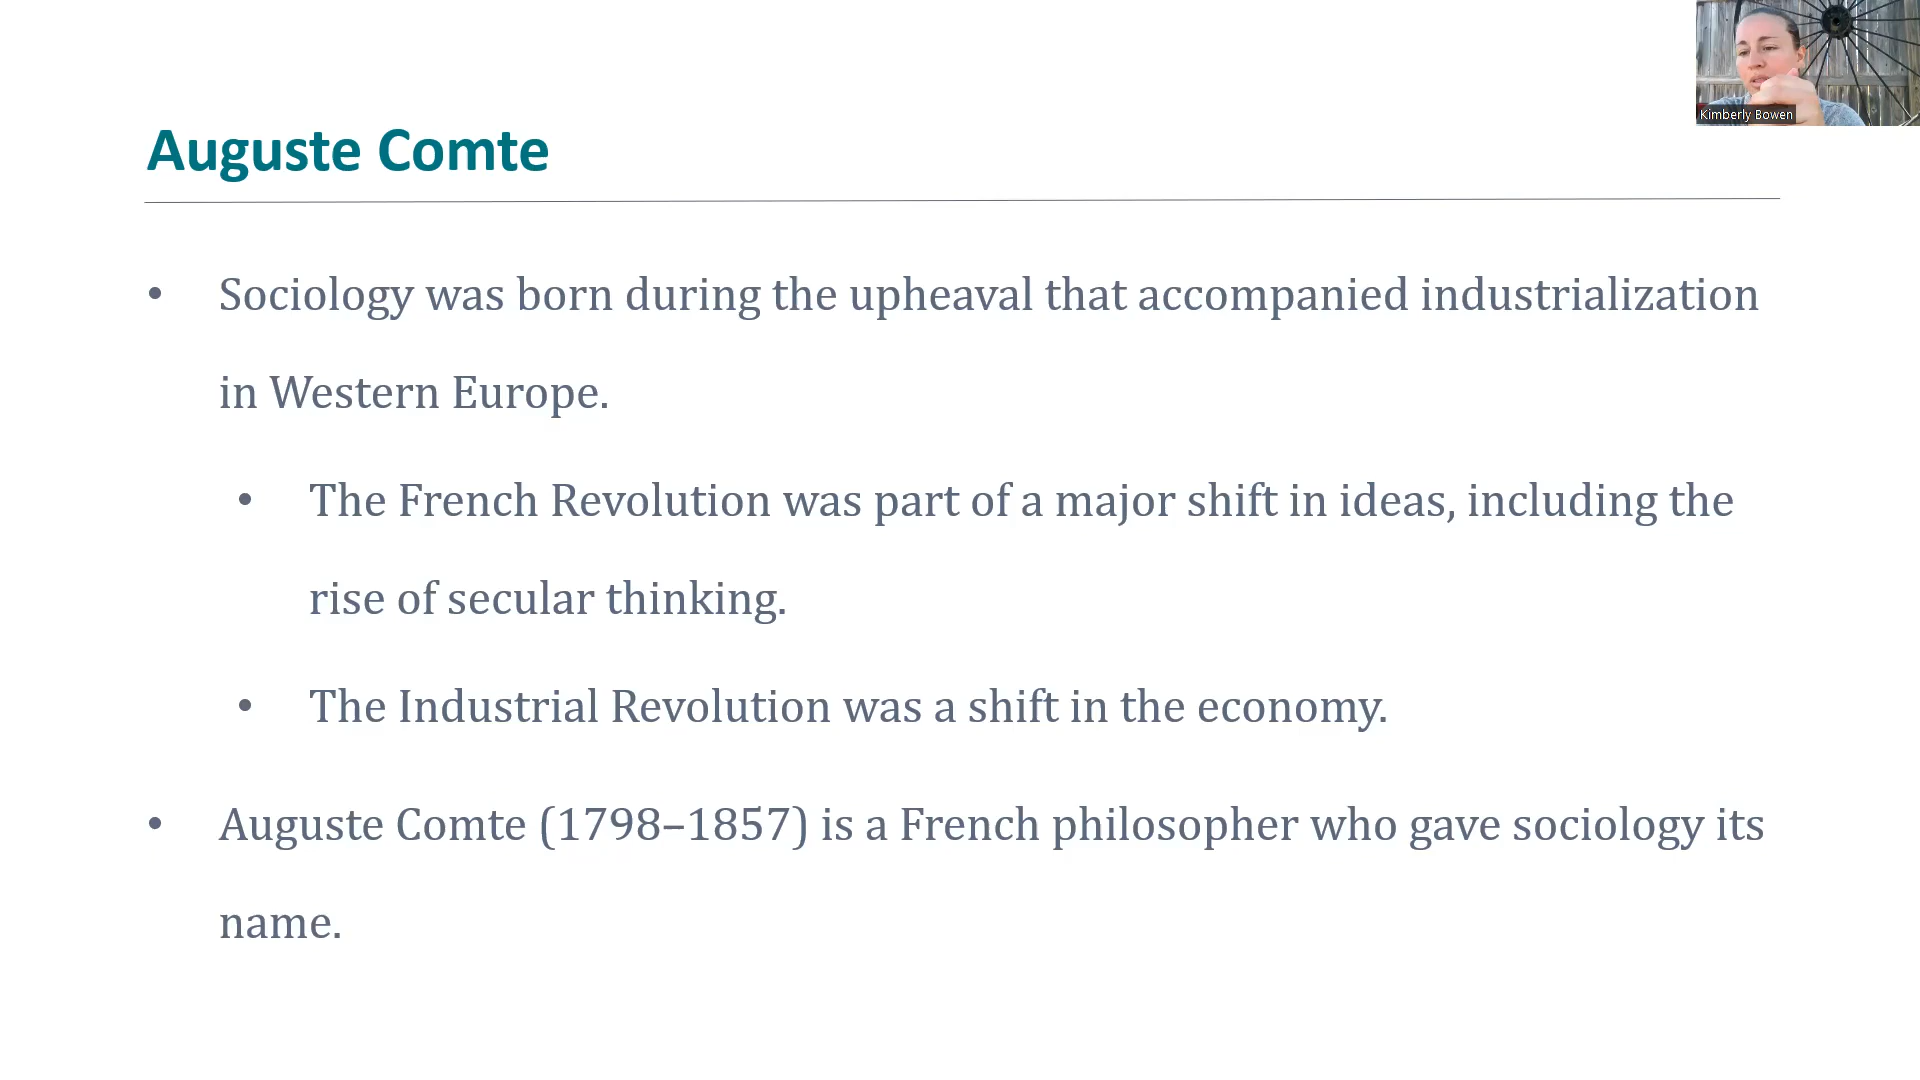 Kimberly Bowen
Auguste Comte
• Sociology was born during the upheaval that accompanied industrialization
in Western Europe.
• The French Revolution was part of a major shift in ideas, including the
rise of secular thinking.
• The Industrial Revolution was a shift in the economy.
• Auguste Comte (1798–1857) is a French philosopher who gave sociology its
name.